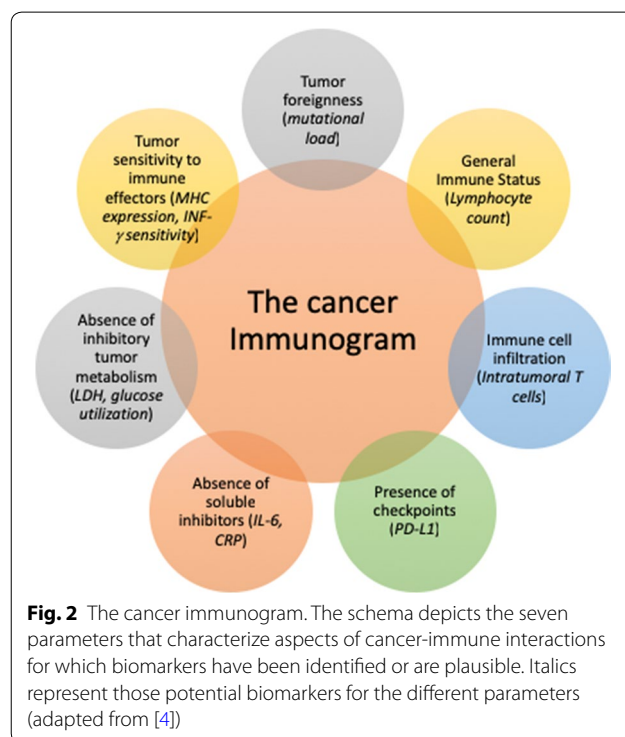 Tumor
foreignness
(mutational
load)
Tumor
sensitivity to
immune
effectors (MHC
expression, INF-
γ sensitivity)
General
Immune Status
(Lymphocyte
count)
The cancer
Immunogram
Absence of
inhibitory
tumor
metabolism
(LDH, glucose
utilization)
Immune cell
infiltration
(Intratumoral T
cells)
Absence of
soluble
inhibitors (IL-6,
CRP)
Presence of
checkpoints
(PD-L1)
Fig. 2 The cancer immunogram. The schema depicts the seven
parameters that characterize aspects of cancer-immune interactions
for which biomarkers have been identified or are plausible. Italics
represent those potential biomarkers for the different parameters
(adapted from [4])